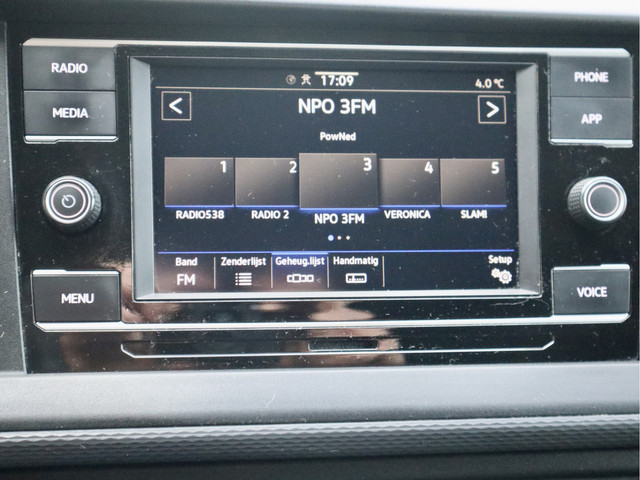 RADIO
MEDIA
MENU
PHONE
APP
VOICE
17:09
4.0 °C
<
NPO 3FM
>
PowNed
1 2 3 4 5
RADIO538 RADIO 2 NPO 3FM VERONICA SLAM!
Band Zenderlijst Geheug.lijst Handmatig Setup
FM